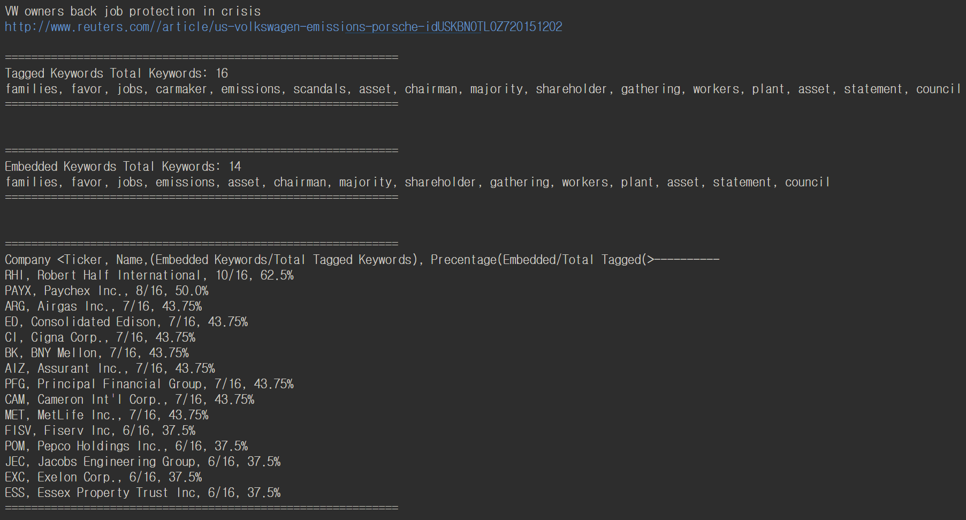 VW owners back job protection in crisis
http://www.reuters.com//article/us-volkswagen-emissions-porsche-idUSKBN0TL0Z720151202
============================================================
Tagged Keywords Total Keywords: 16
families, favor, jobs, carmaker, emissions, scandals, asset, chairman, majority, shareholder, gathering, workers, plant, asset, statement, council
============================================================
============================================================
Embedded Keywords Total Keywords: 14
families, favor, jobs, emissions, asset, chairman, majority, shareholder, gathering, workers, plant, asset, statement, council
============================================================
============================================================
Company <Ticker, Name,(Embedded Keywords/Total Tagged Keywords), Precentage(Embedded/Total Tagged(>----------
RHI, Robert Half International, 10/16, 62.5%
PAYX, Paychex Inc., 8/16, 50.0%
ARG, Airgas Inc., 7/16, 43.75%
ED, Consolidated Edison, 7/16, 43.75%
CI, Cigna Corp., 7/16, 43.75%
BK, BNY Mellon, 7/16, 43.75%
AIZ, Assurant Inc., 7/16, 43.75%
PFG, Principal Financial Group, 7/16, 43.75%
CAM, Cameron Int'l Corp., 7/16, 43.75%
MET, MetLife Inc., 7/16, 43.75%
FISV, Fiserv Inc, 6/16, 37.5%
POM, Pepco Holdings Inc., 6/16, 37.5%
JEC, Jacobs Engineering Group, 6/16, 37.5%
EXC, Exelon Corp., 6/16, 37.5%
ESS, Essex Property Trust Inc, 6/16, 37.5%
============================================================